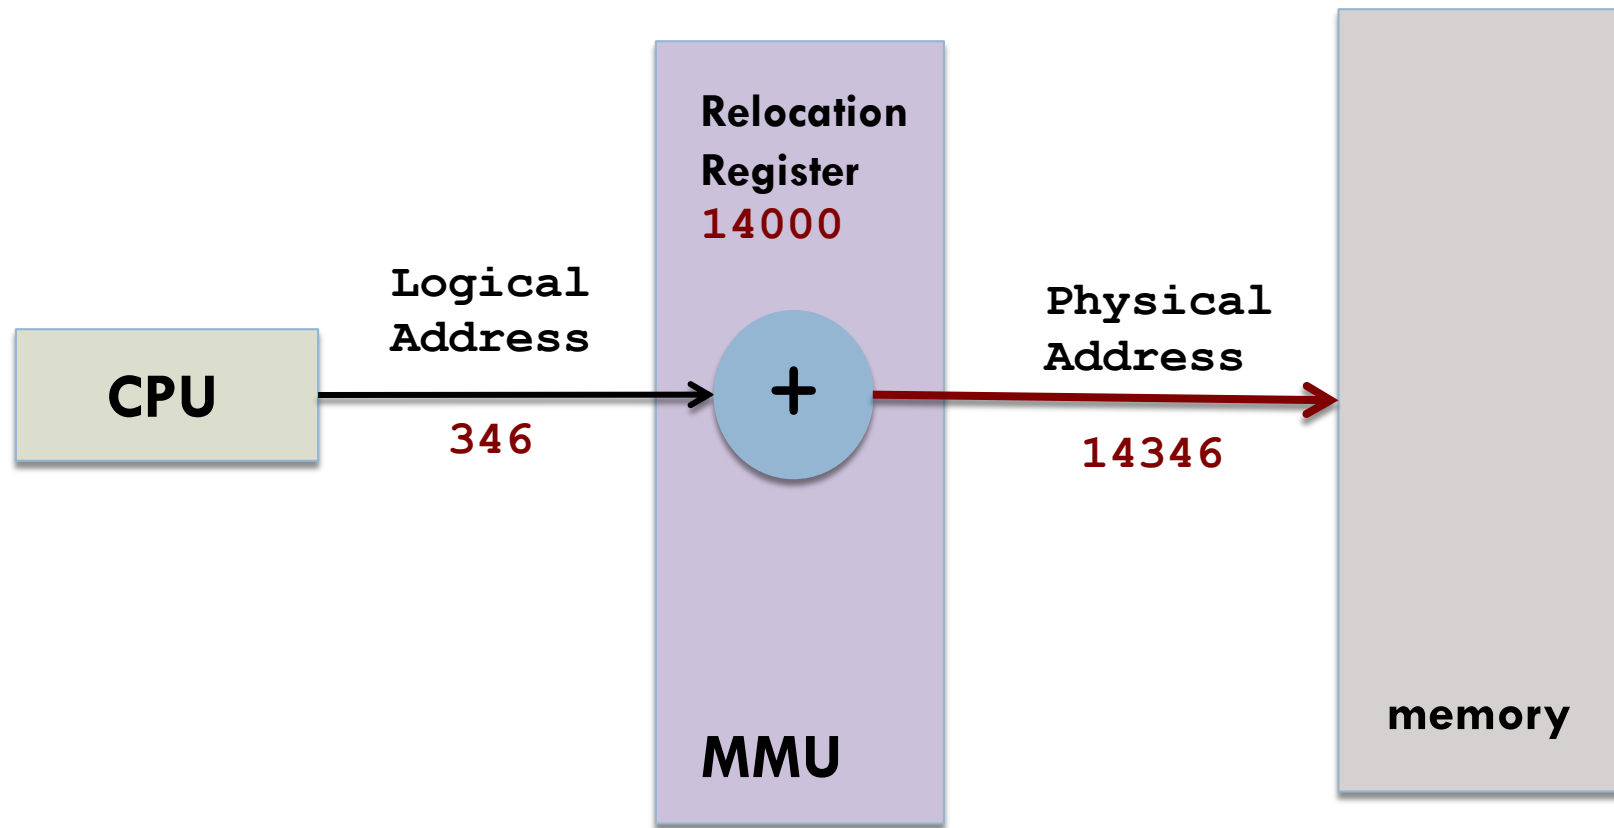 Relocation
Register
14000
Logical
Address
Physical
Address
CPU
+
346
14346
memory
MMU